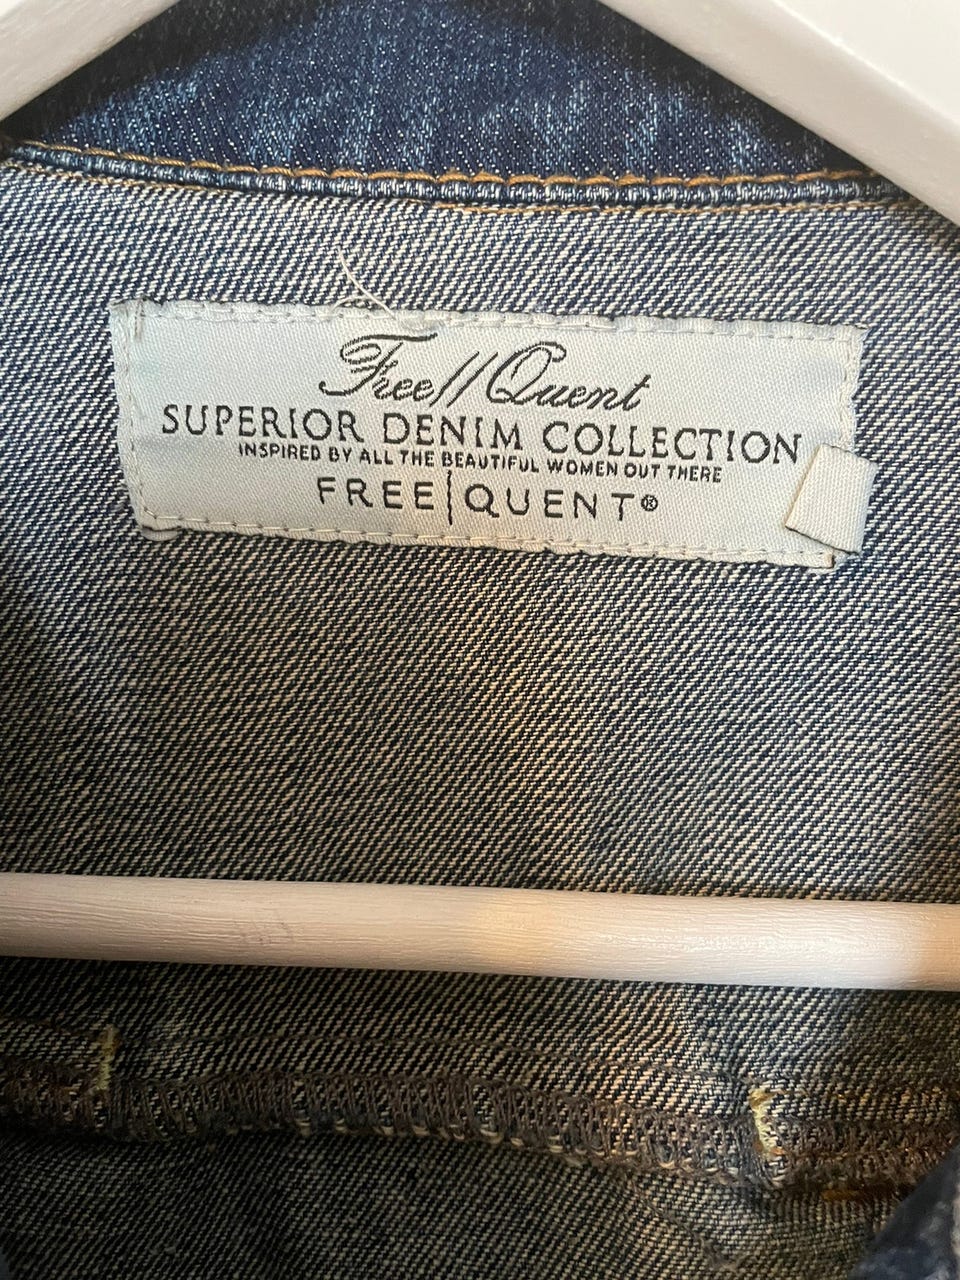 Free//Quent
SUPERIOR DENIM COLLECTION
INSPIRED BY ALL THE BEAUTIFUL WOMEN OUT THERE
FREE|QUENT®